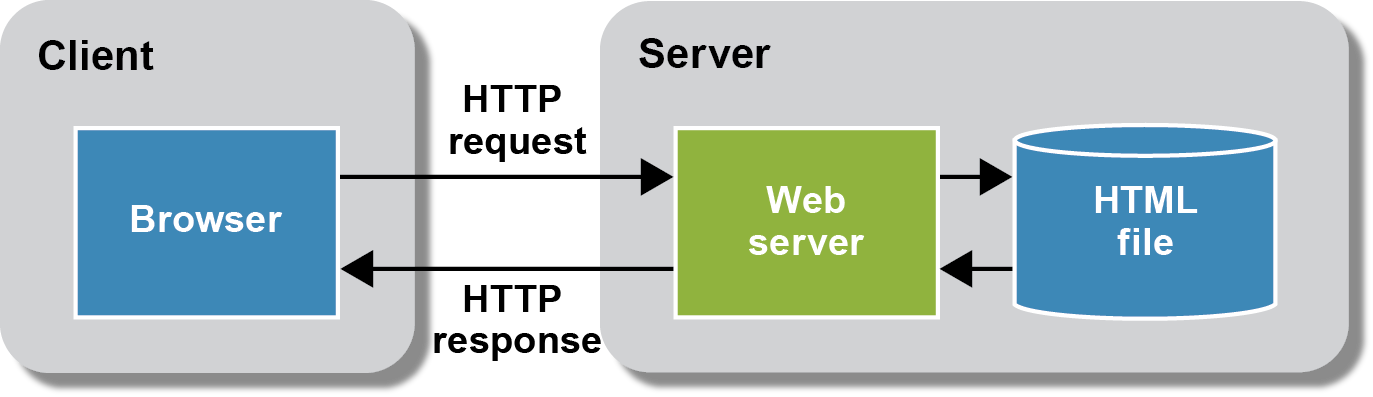 Client
Server
HTTP
request
Browser
Web
server
HTML
file
HTTP
response